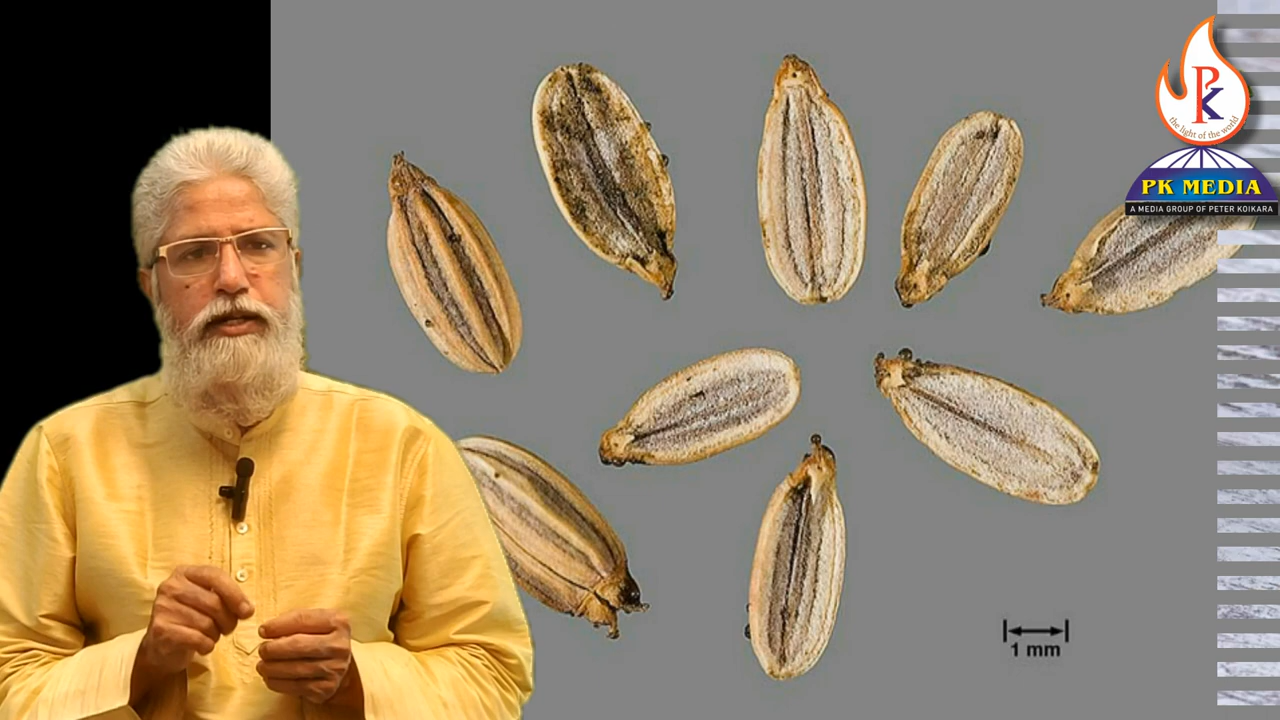 PK
the light of the world
PK MEDIA
A MEDIA GROUP OF PETER KOIKARA
1 mm